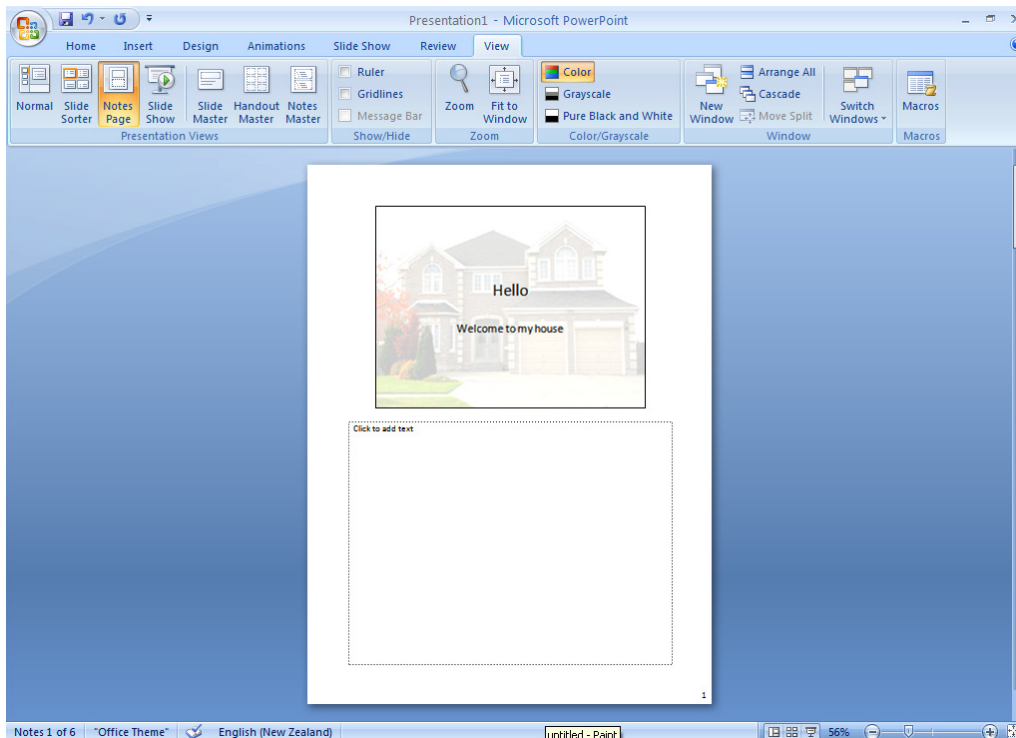 Presentation1 - Microsoft PowerPoint
Home Insert Design Animations Slide Show Review View
Normal
Slide Sorter
Notes Page
Slide Show
Slide Master
Handout Master
Notes Master
Presentation Views
Ruler
Gridlines
Message Bar
Show/Hide
Zoom
Fit to Window
Zoom
Color
Grayscale
Pure Black and White
Color/Grayscale
New Window
Arrange All
Cascade
Move Split
Switch Windows
Window
Macros
Macros
Hello
Welcome to my house
Click to add text
1
Notes 1 of 6 "Office Theme" English (New Zealand) untitled - Paint 56%